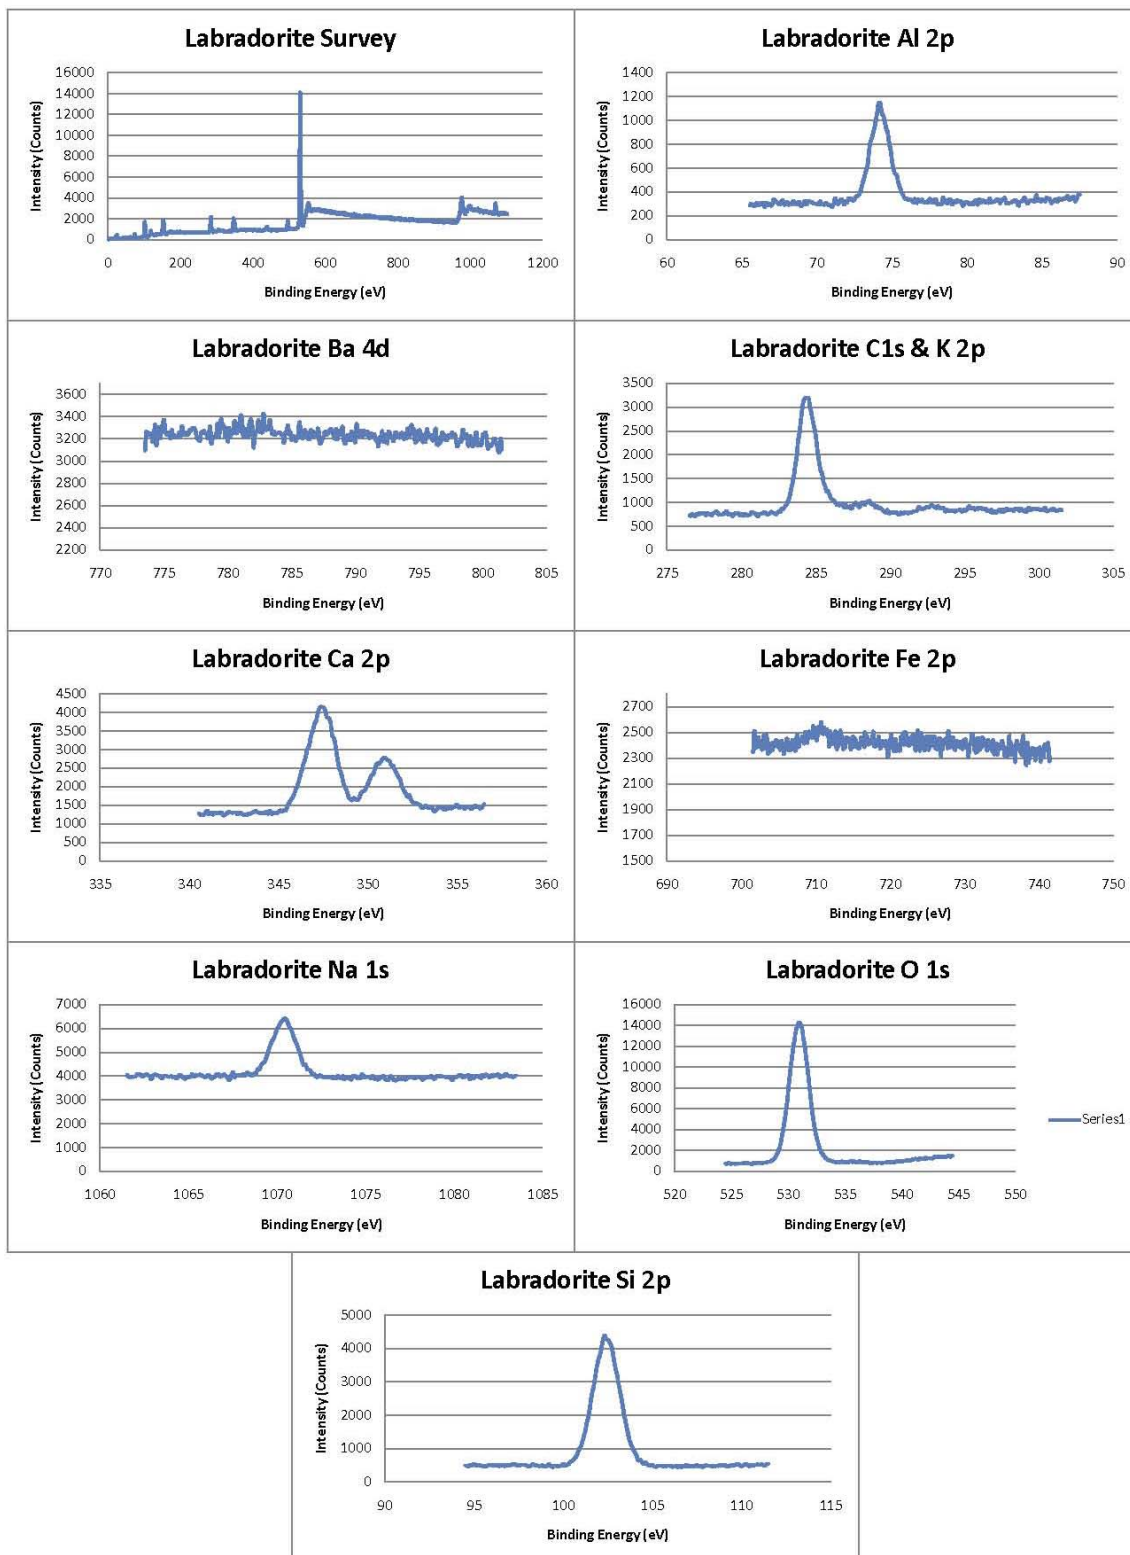 Labradorite Survey
Intensity (Counts)
16000
14000
12000
10000
8000
6000
4000
2000
0
0 200 400 600 800 1000 1200
Binding Energy (eV)
Labradorite Al 2p
Intensity (Counts)
1400
1200
1000
800
600
400
200
0
60 65 70 75 80 85 90
Binding Energy (eV)
Labradorite Ba 4d
Intensity (Counts)
3600
3400
3200
3000
2800
2600
2400
2200
770 775 780 785 790 795 800 805
Binding Energy (eV)
Labradorite C1s & K 2p
Intensity (Counts)
3500
3000
2500
2000
1500
1000
500
0
275 280 285 290 295 300 305
Binding Energy (eV)
Labradorite Ca 2p
Intensity (Counts)
4500
4000
3500
3000
2500
2000
1500
1000
500
0
335 340 345 350 355 360
Binding Energy (eV)
Labradorite Fe 2p
Intensity (Counts)
2700
2500
2300
2100
1900
1700
1500
690 700 710 720 730 740 750
Binding Energy (eV)
Labradorite Na 1s
Intensity (Counts)
7000
6000
5000
4000
3000
2000
1000
0
1060 1065 1070 1075 1080 1085
Binding Energy (eV)
Labradorite O 1s
Intensity (Counts)
16000
14000
12000
10000
8000
6000
4000
2000
0
520 525 530 535 540 545 550
Binding Energy (eV)
Series1
Labradorite Si 2p
Intensity (Counts)
5000
4000
3000
2000
1000
0
90 95 100 105 110 115
Binding Energy (eV)